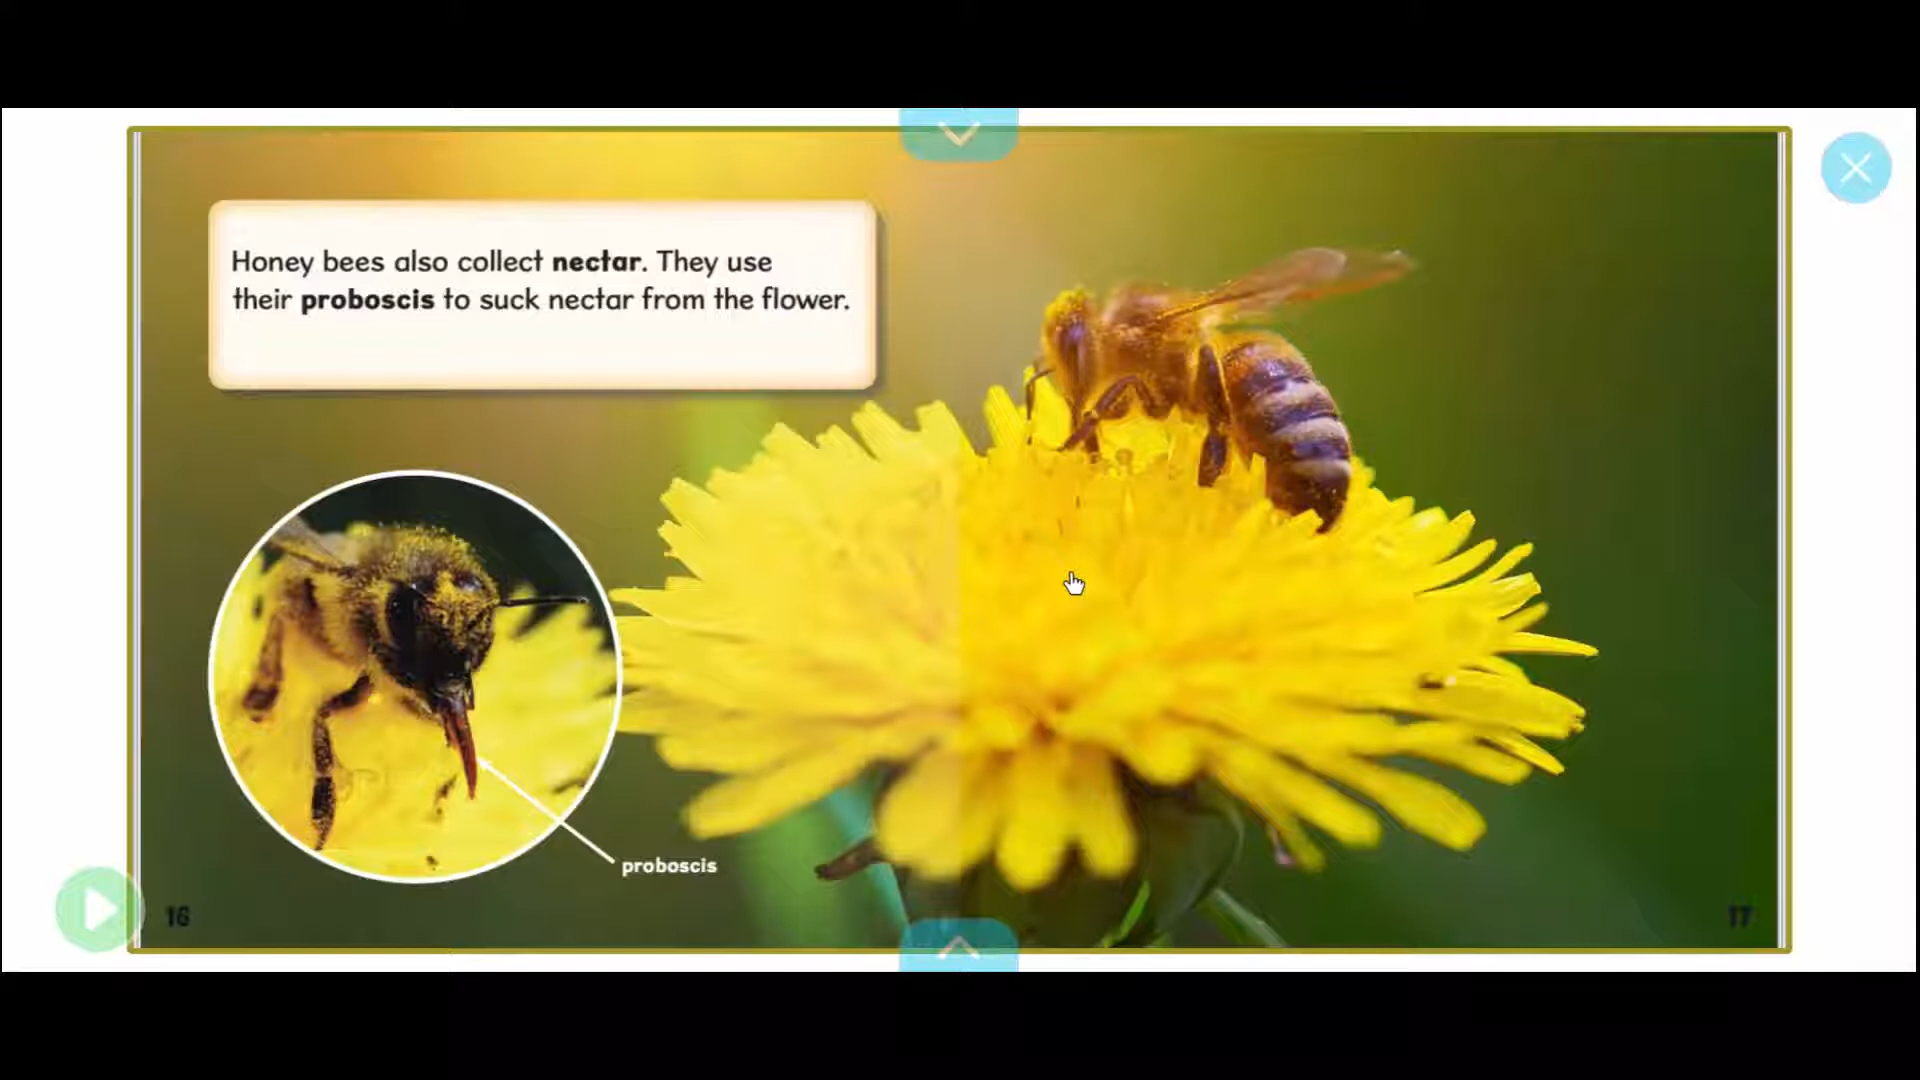 Honey bees also collect nectar. They use
their proboscis to suck nectar from the flower.
proboscis
16
17